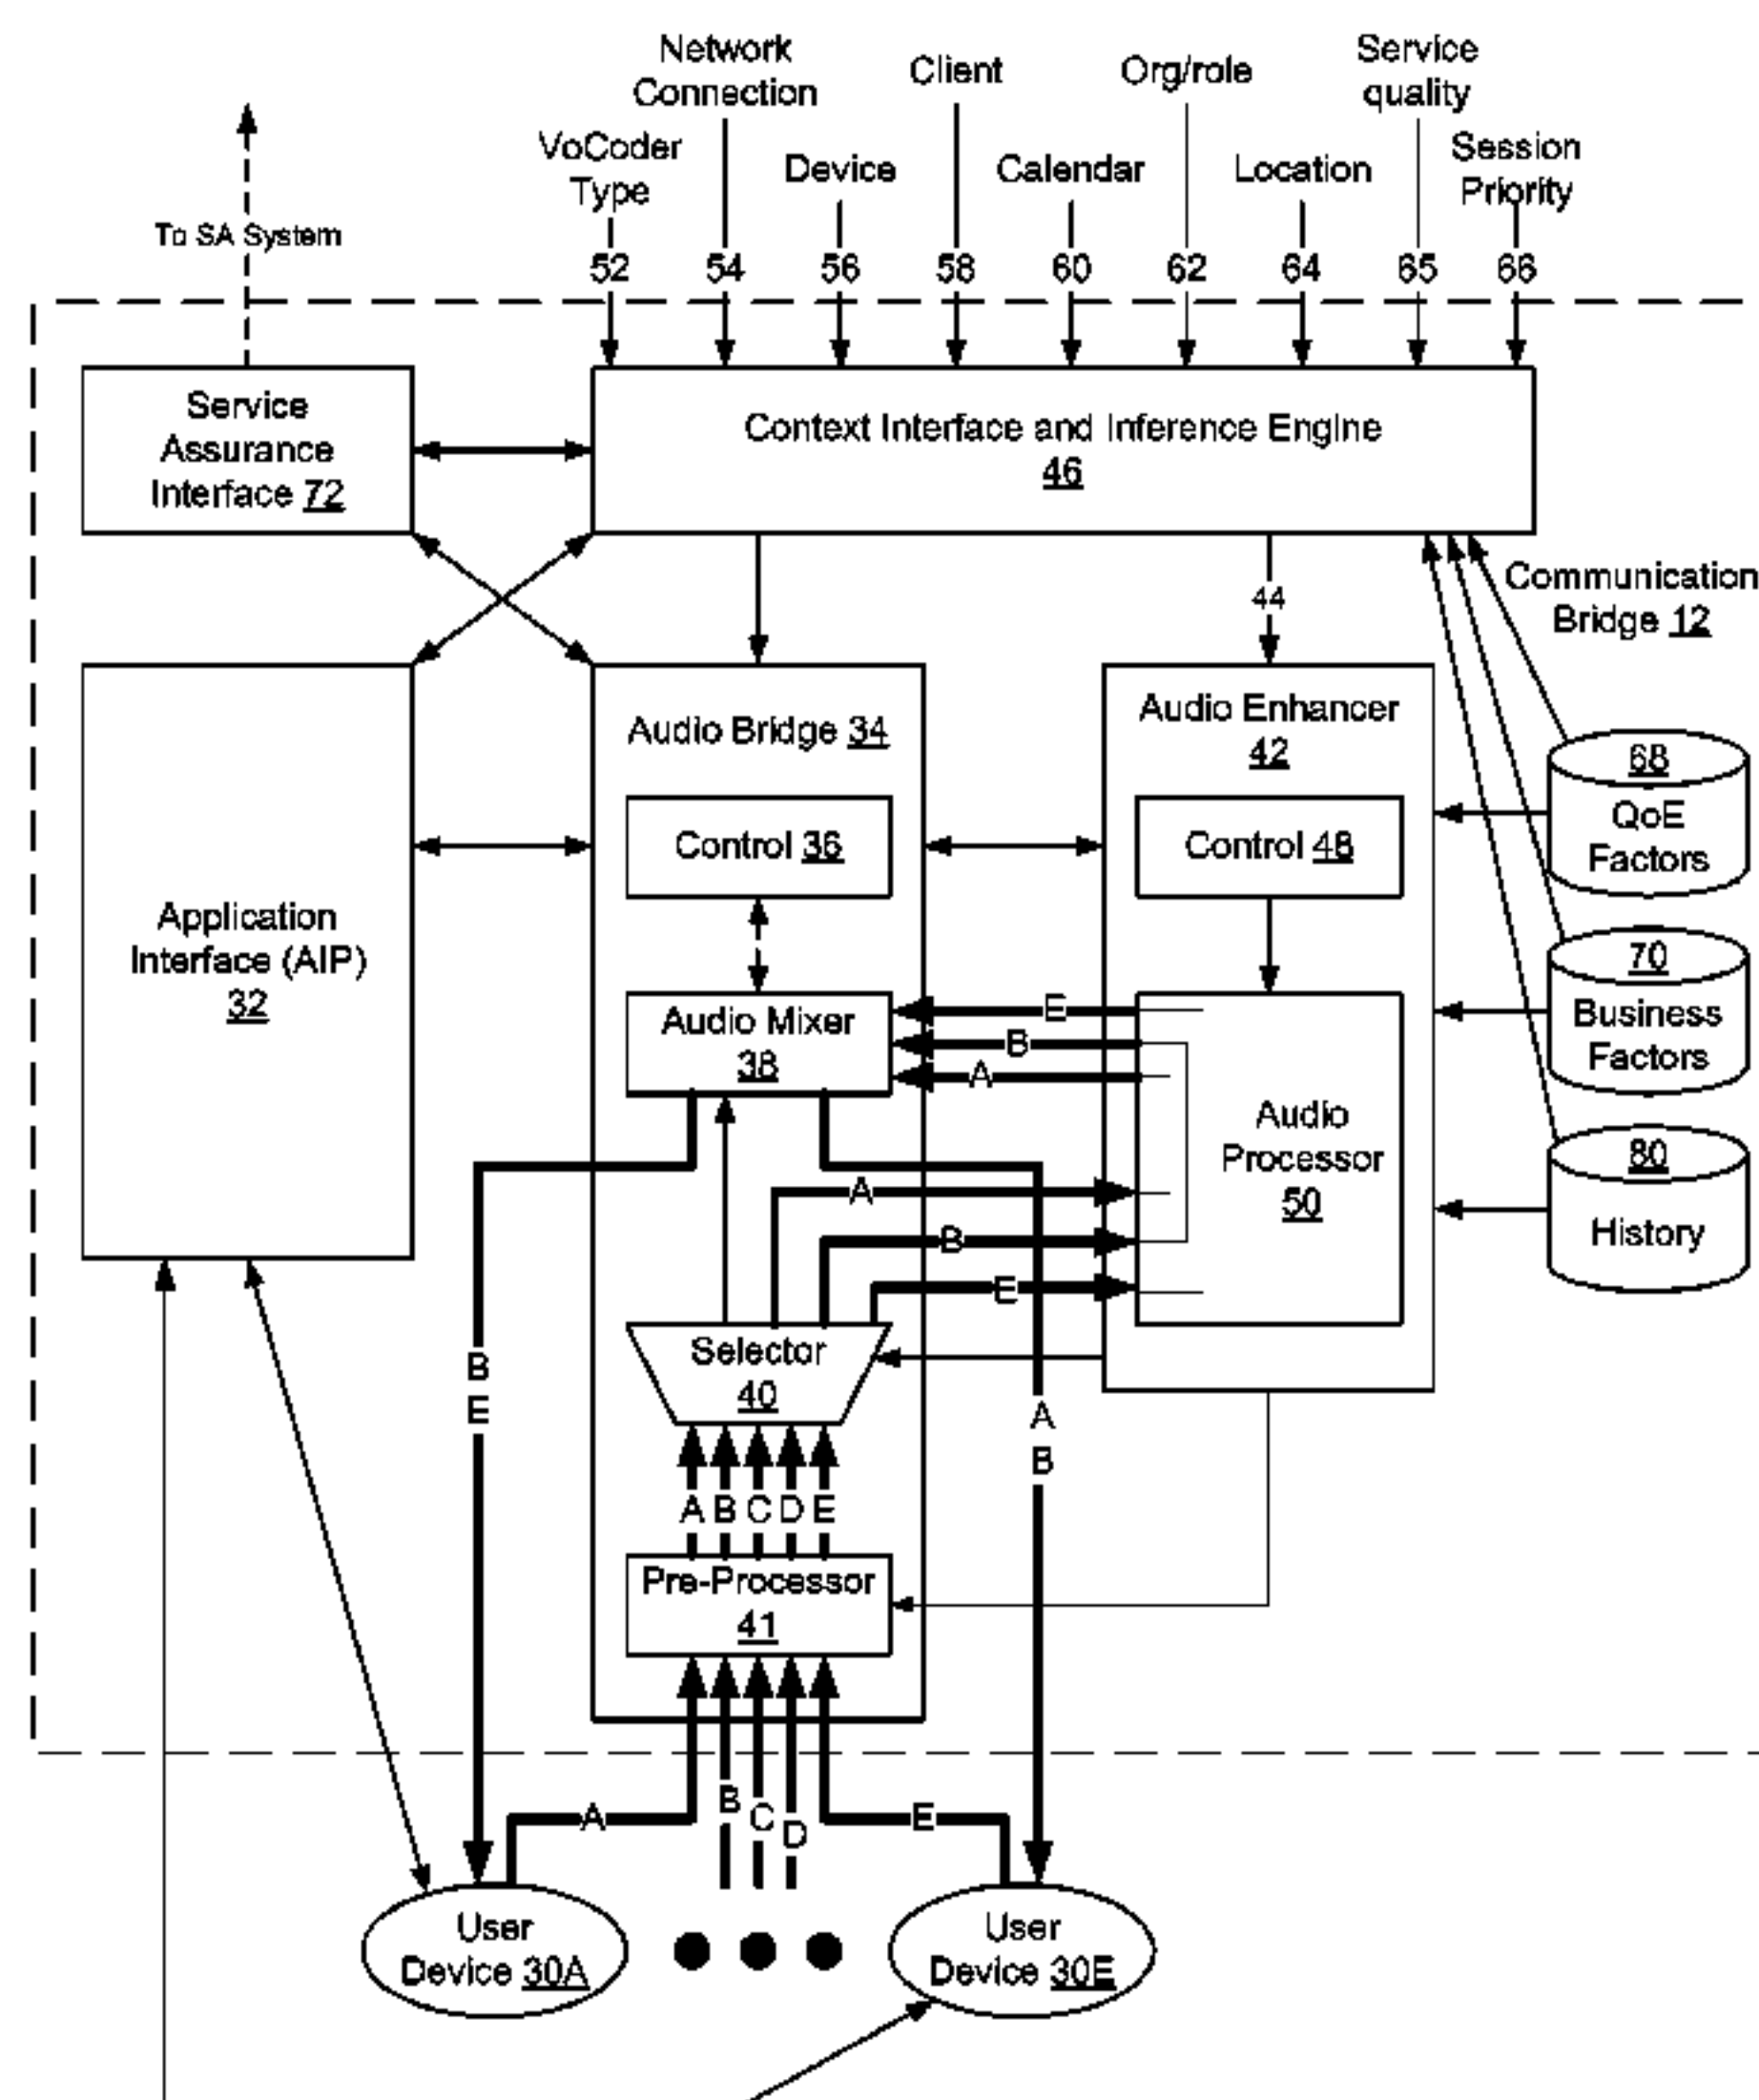 Network
Connection
Client
Org/role
Service
quality
VoCoder
Type
Device
Calendar
Location
Session
Priority
To SA System
52
54
56
58
60
62
64
65
66
Service
Assurance
Interface 72
Context Interface and Inference Engine
46
44
Communication
Bridge 12
Application
Interface (AIP)
32
Audio Bridge 34
Control 36
Audio Mixer
38
Audio Enhancer
42
Control 48
Audio
Processor
50
68
QoE
Factors
70
Business
Factors
80
History
E
B
A
A
B
E
B
E
A
B
Selector
40
A B C D E
Pre-Processor
41
A
B
C
D
E
User
Device 30A
User
Device 30E